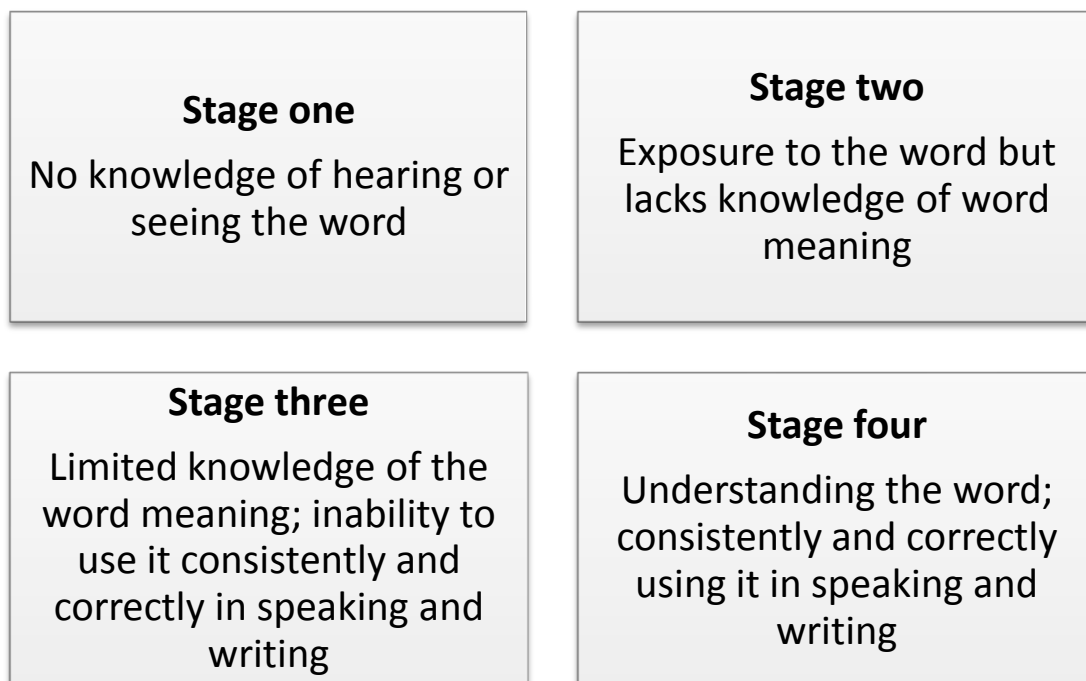 Stage one
No knowledge of hearing or
seeing the word
Stage two
Exposure to the word but
lacks knowledge of word
meaning
Stage three
Limited knowledge of the
word meaning; inability to
use it consistently and
correctly in speaking and
writing
Stage four
Understanding the word;
consistently and correctly
using it in speaking and
writing